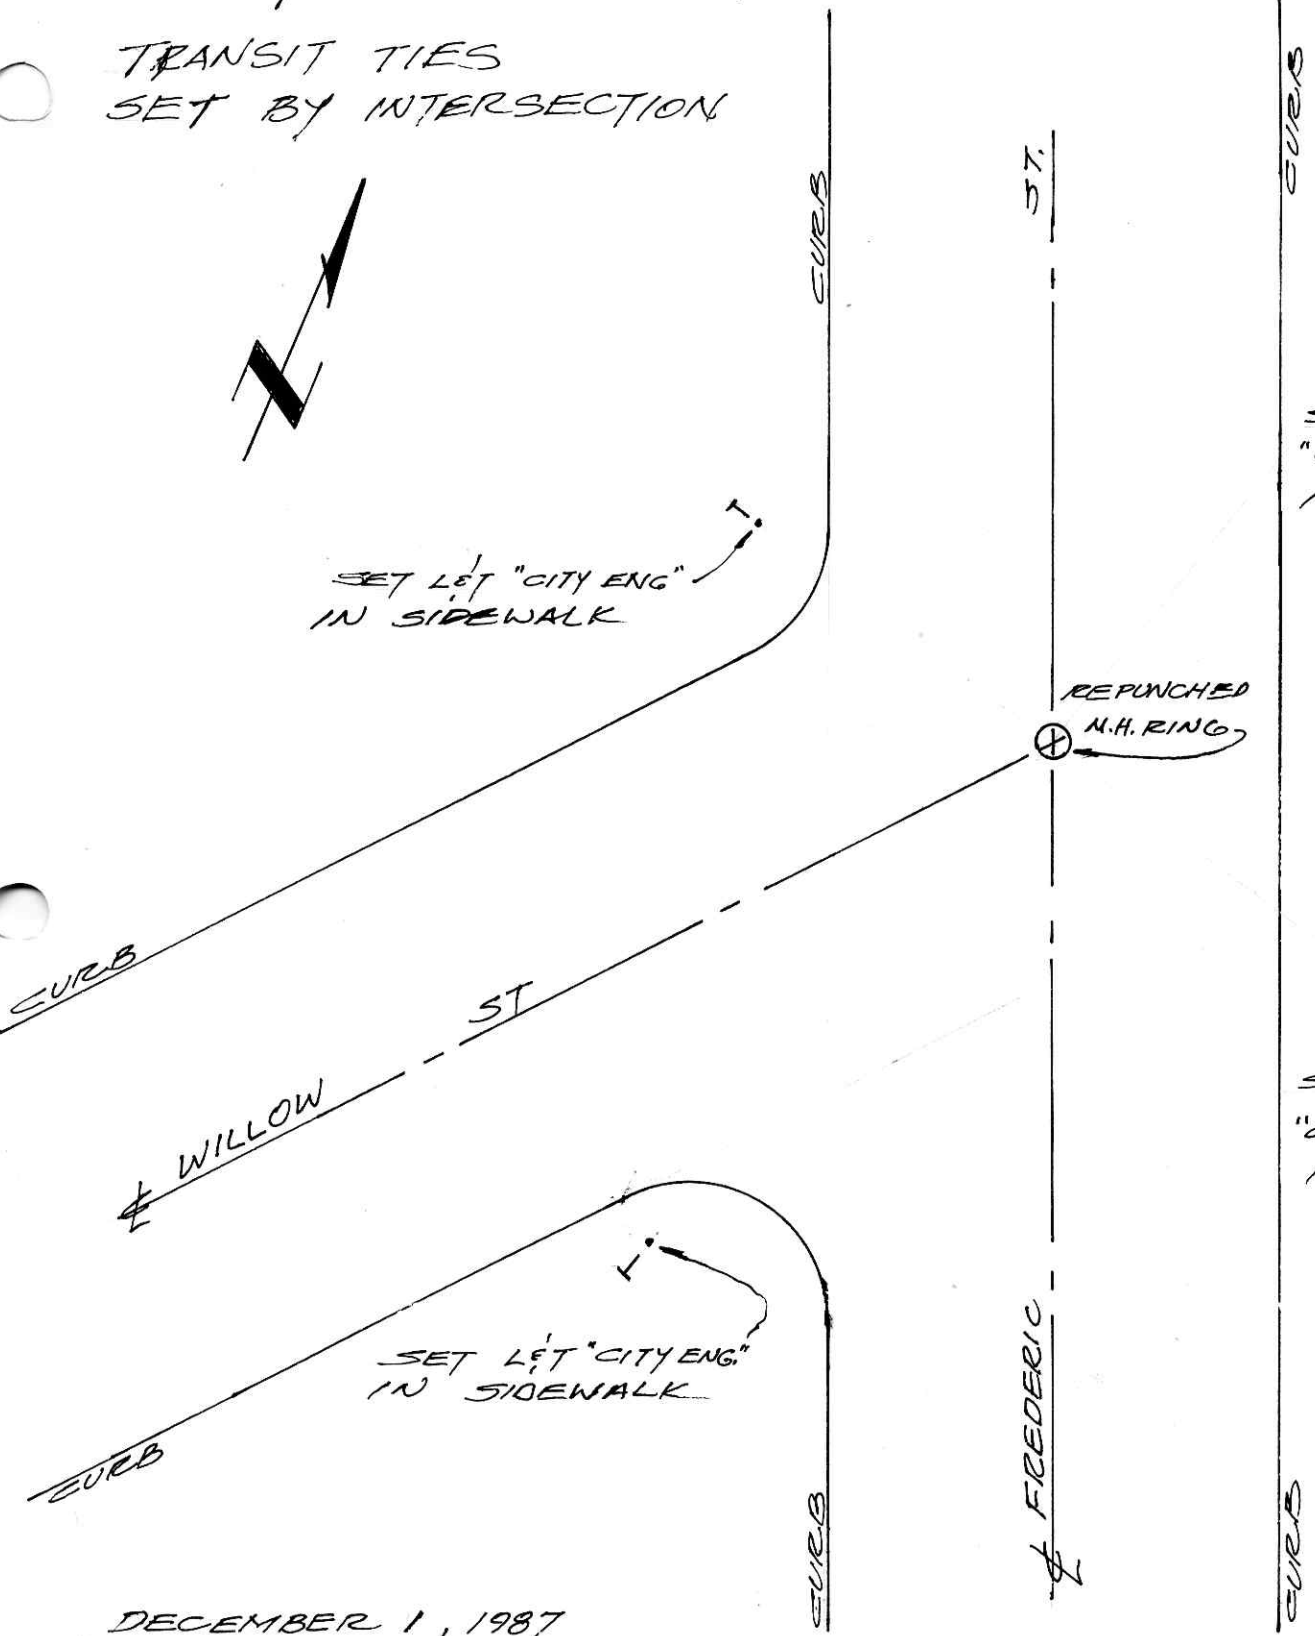 TRANSIT TIES
SET BY INTERSECTION
CURB
ST.
CURB
N
SET L&T "CITY ENG"
IN SIDEWALK
REPUNCHED
M.H. RING
CURB
ST
WILLOW
℄
SET L&T "CITY ENG."
IN SIDEWALK
CURB
CURB
℄ FREDERIC
CURB
DECEMBER 1, 1987